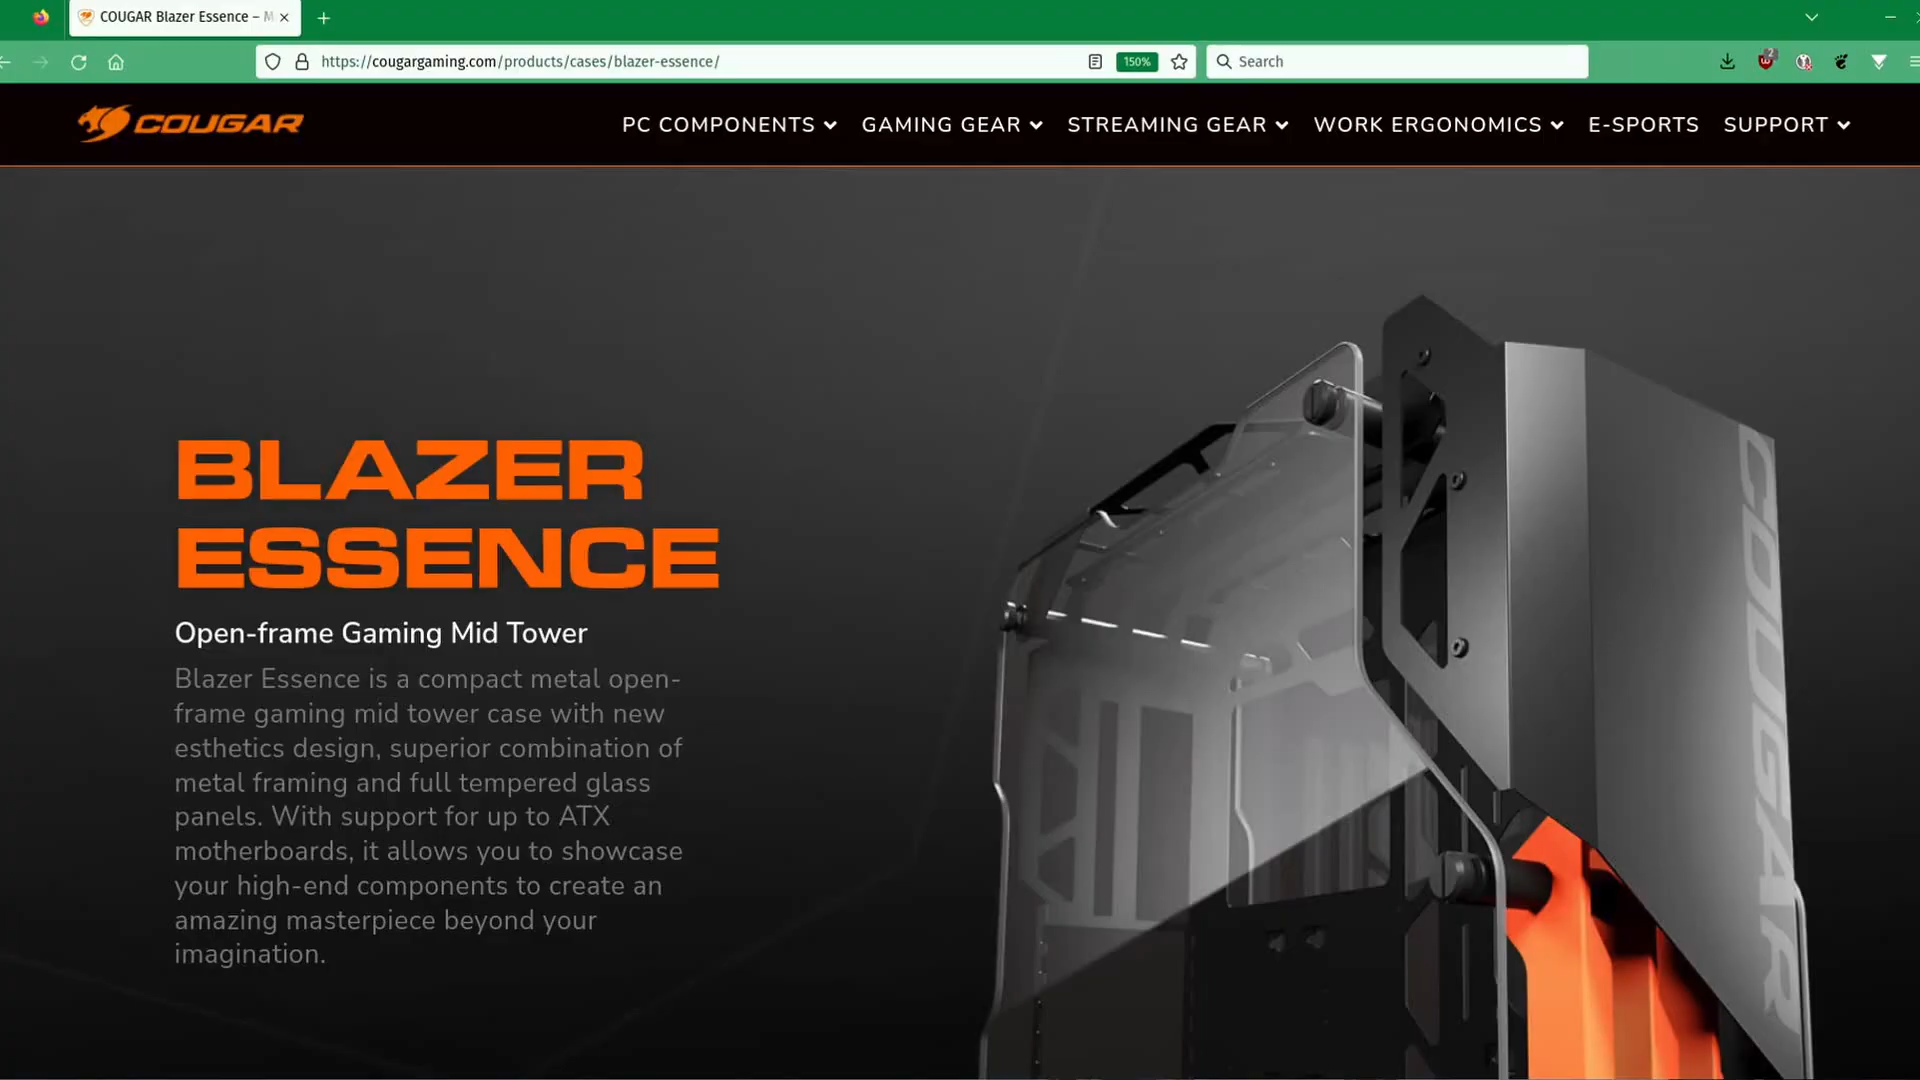 COUGAR Blazer Essence – M
https://cougargaming.com/products/cases/blazer-essence/
150%
Search
2
COUGAR
PC COMPONENTS
GAMING GEAR
STREAMING GEAR
WORK ERGONOMICS
E-SPORTS
SUPPORT
BLAZER
ESSENCE
Open-frame Gaming Mid Tower
Blazer Essence is a compact metal open-
frame gaming mid tower case with new
esthetics design, superior combination of
metal framing and full tempered glass
panels. With support for up to ATX
motherboards, it allows you to showcase
your high-end components to create an
amazing masterpiece beyond your
imagination.
COUGAR